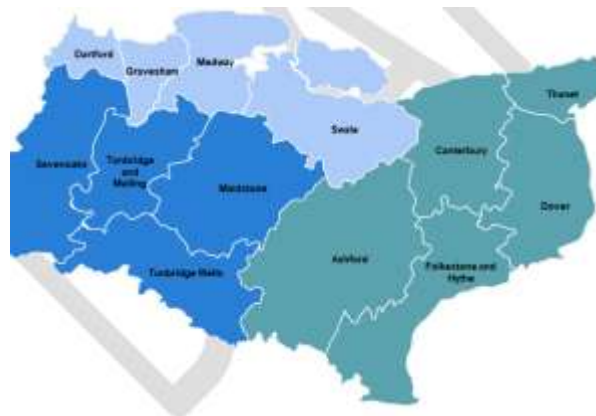 Dartford
Gravesham
Medway
Thanet
Swale
Canterbury
Sevenoaks
Tonbridge
and
Malling
Maidstone
Dover
Ashford
Folkestone and
Hythe
Tunbridge Wells